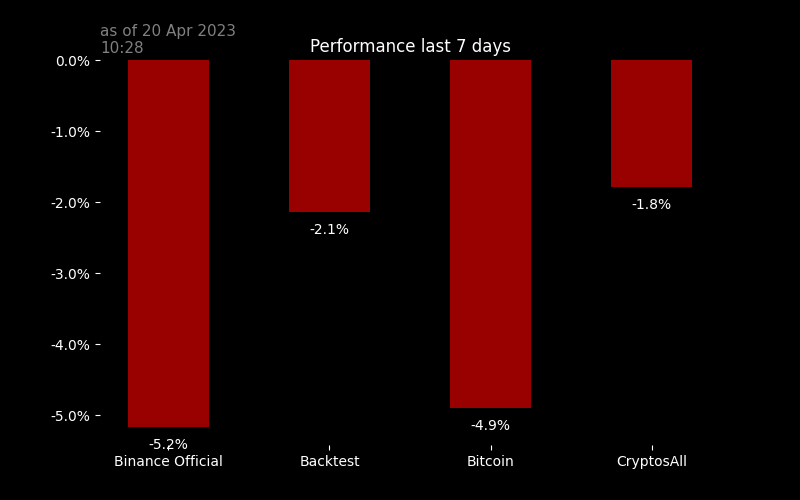 as of 20 Apr 2023
10:28
Performance last 7 days
0.0%
-1.0%
-2.0%
-3.0%
-4.0%
-5.0%
-5.2%
-2.1%
-4.9%
-1.8%
Binance Official
Backtest
Bitcoin
CryptosAll